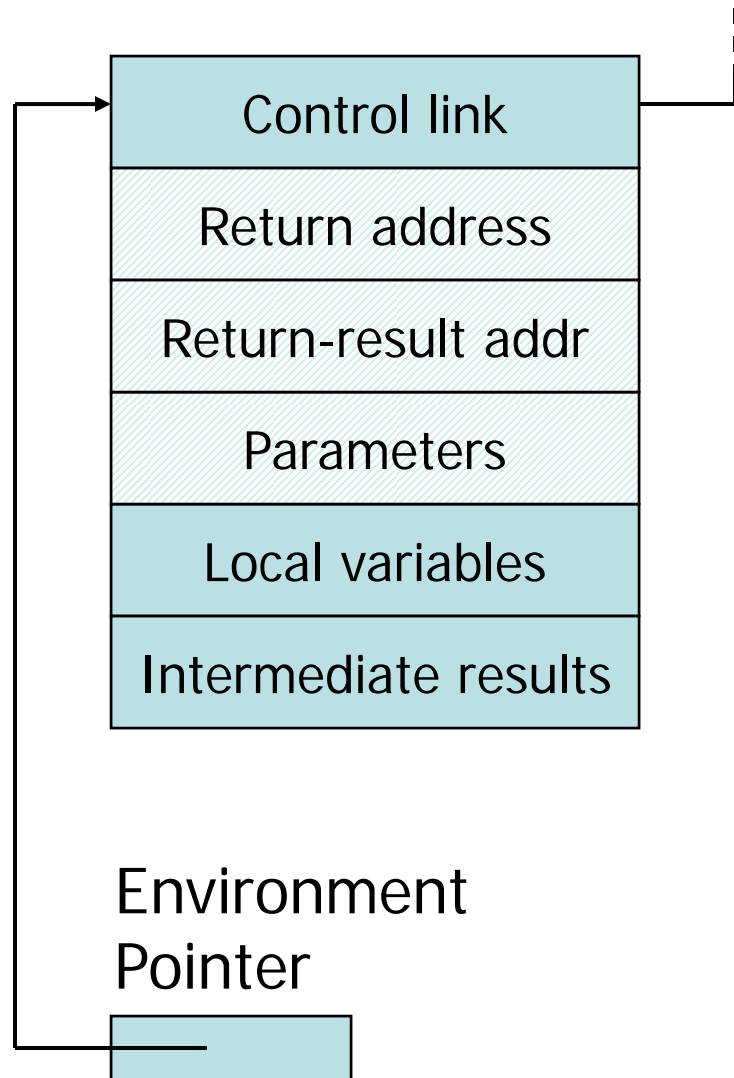 Control link
Return address
Return-result addr
Parameters
Local variables
Intermediate results
Environment
Pointer